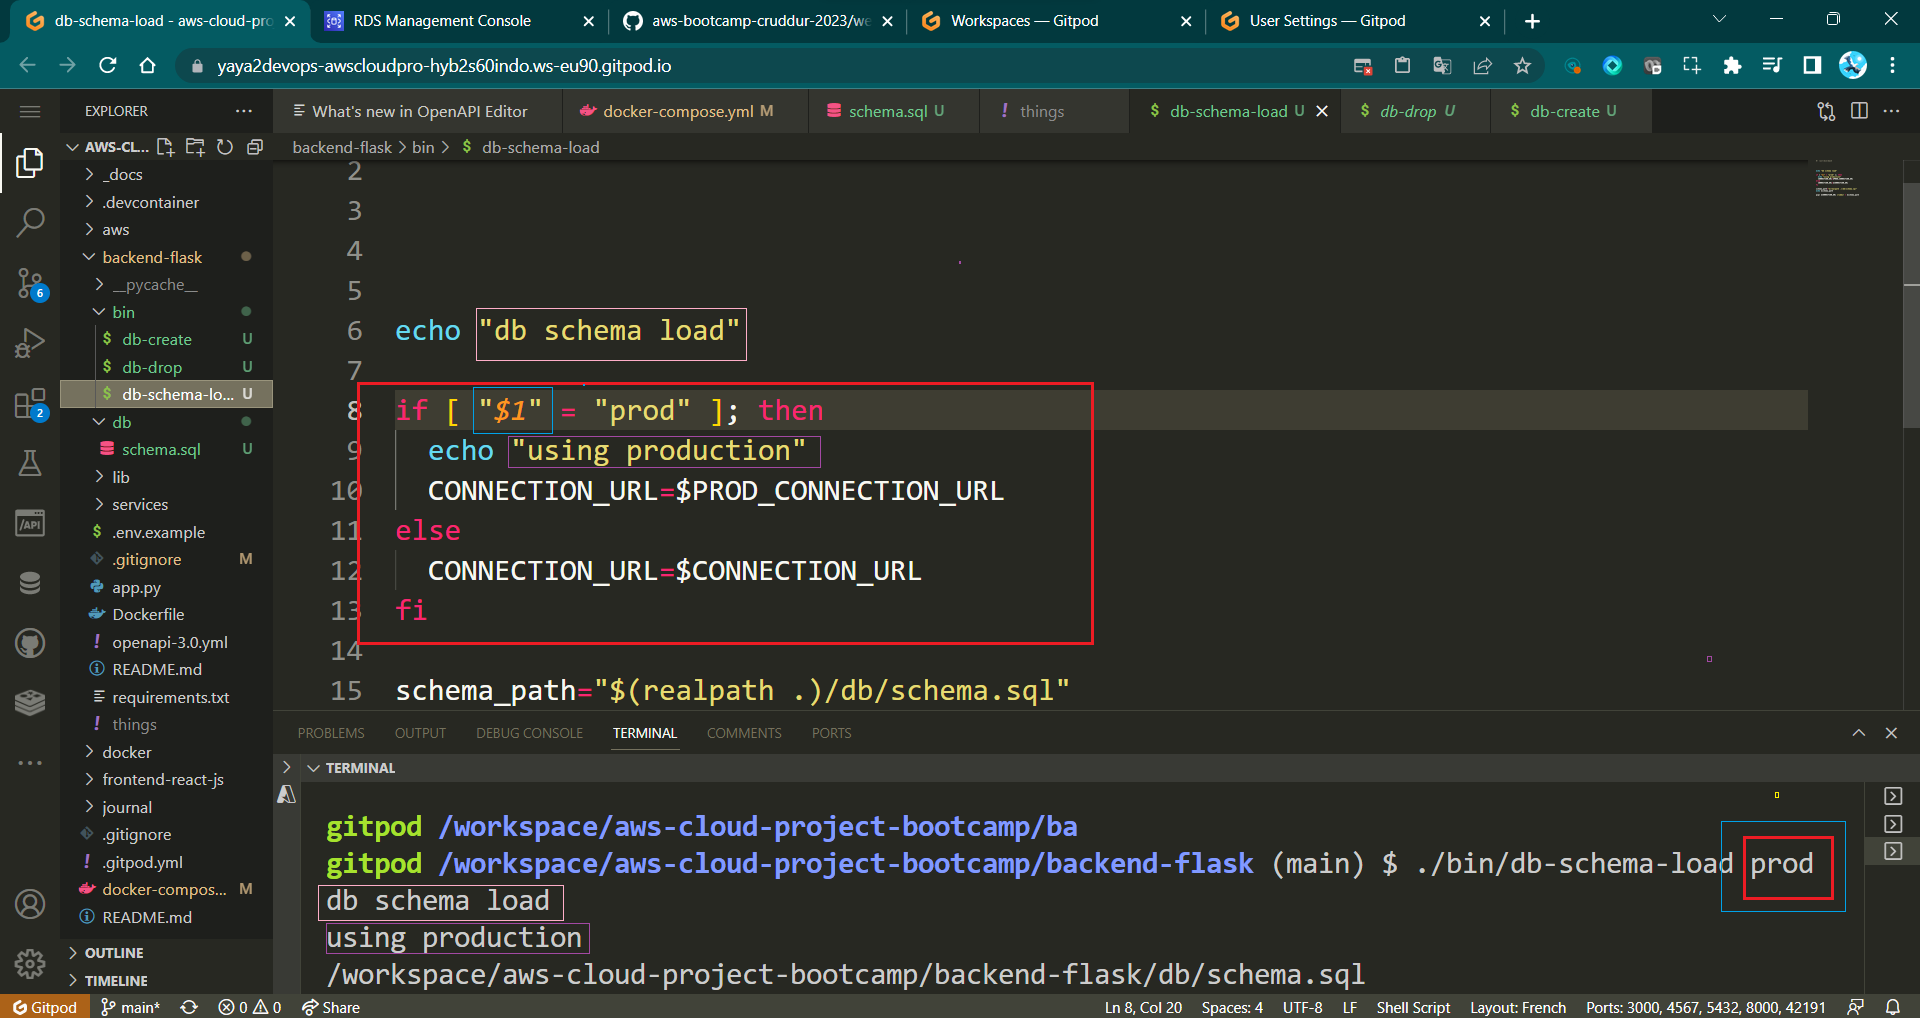 db-schema-load - aws-cloud-pro
RDS Management Console
aws-bootcamp-cruddur-2023/we
Workspaces — Gitpod
User Settings — Gitpod
yaya2devops-awscloudpro-hyb2s60indo.ws-eu90.gitpod.io
EXPLORER
What's new in OpenAPI Editor
docker-compose.yml M
schema.sql U
! things
$ db-schema-load U
$ db-drop U
$ db-create U
AWS-CL...
backend-flask > bin > $ db-schema-load
_docs
.devcontainer
aws
backend-flask
__pycache__
bin
$ db-create U
$ db-drop U
$ db-schema-lo... U
db
schema.sql U
lib
services
$ .env.example
.gitignore M
app.py
Dockerfile
! openapi-3.0.yml
README.md
requirements.txt
! things
docker
frontend-react-js
journal
.gitignore
! .gitpod.yml
docker-compos... M
README.md
OUTLINE
TIMELINE
6
2
/API
2
3
4
5
6 echo "db schema load"
7
8 if [ "$1" = "prod" ]; then
9 echo "using production"
10 CONNECTION_URL=$PROD_CONNECTION_URL
11 else
12 CONNECTION_URL=$CONNECTION_URL
13 fi
14
15 schema_path="$(realpath .)/db/schema.sql"
PROBLEMS OUTPUT DEBUG CONSOLE TERMINAL COMMENTS PORTS
TERMINAL
gitpod /workspace/aws-cloud-project-bootcamp/ba
gitpod /workspace/aws-cloud-project-bootcamp/backend-flask (main) $ ./bin/db-schema-load prod
db schema load
using production
/workspace/aws-cloud-project-bootcamp/backend-flask/db/schema.sql
Gitpod main* 0 0 Share Ln 8, Col 20 Spaces: 4 UTF-8 LF Shell Script Layout: French Ports: 3000, 4567, 5432, 8000, 42191